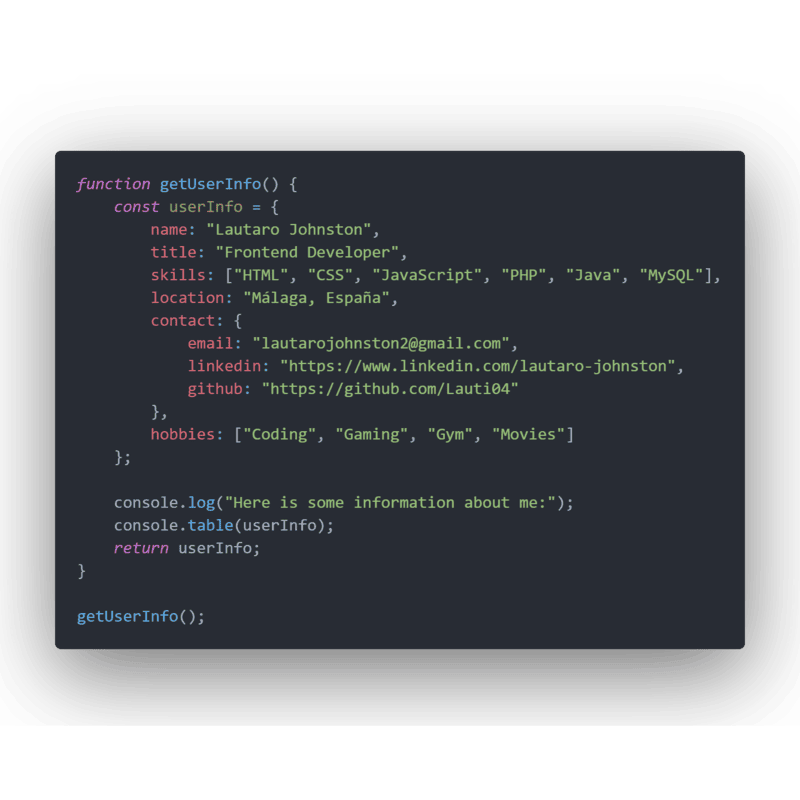 function getUserInfo() {
    const userInfo = {
        name: "Lautaro Johnston",
        title: "Frontend Developer",
        skills: ["HTML", "CSS", "JavaScript", "PHP", "Java", "MySQL"],
        location: "Málaga, España",
        contact: {
            email: "lautarojohnston2@gmail.com",
            linkedin: "https://www.linkedin.com/lautaro-johnston",
            github: "https://github.com/Lauti04"
        },
        hobbies: ["Coding", "Gaming", "Gym", "Movies"]
    };

    console.log("Here is some information about me:");
    console.table(userInfo);
    return userInfo;
}

getUserInfo();